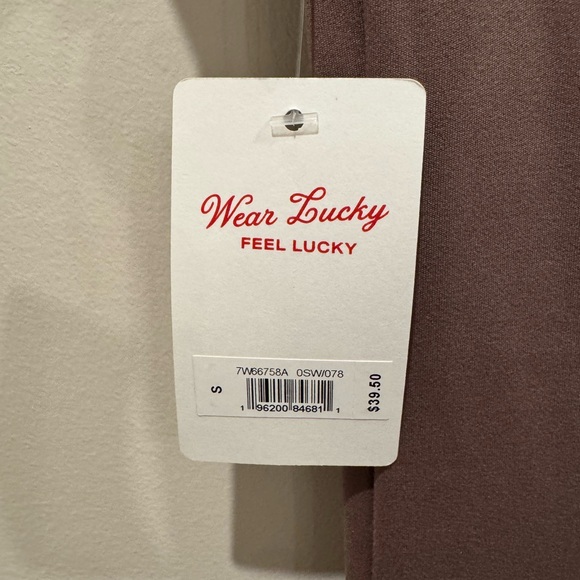 Wear Lucky
FEEL LUCKY
7W66758A 0SW/078
S
1 96200 84681 1
$39.50